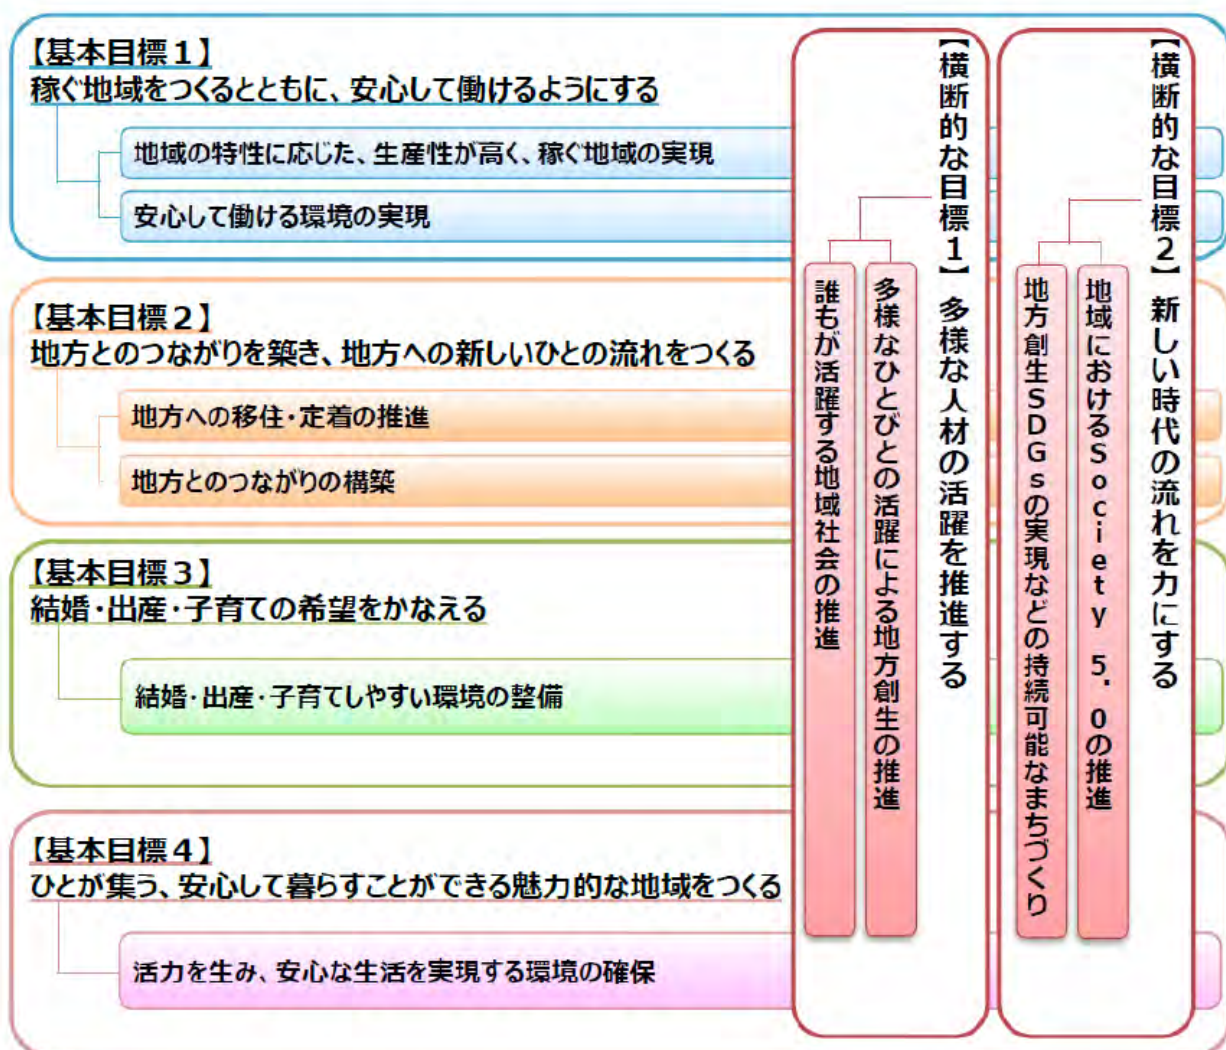 【基本目標１】
稼ぐ地域をつくるとともに、安心して働けるようにする
地域の特性に応じた、生産性が高く、稼ぐ地域の実現
安心して働ける環境の実現
【基本目標２】
地方とのつながりを築き、地方への新しいひとの流れをつくる
地方への移住・定着の推進
地方とのつながりの構築
【基本目標３】
結婚・出産・子育ての希望をかなえる
結婚・出産・子育てしやすい環境の整備
【基本目標４】
ひとが集う、安心して暮らすことができる魅力的な地域をつくる
活力を生み、安心な生活を実現する環境の確保
【横断的な目標１】多様な人材の活躍を推進する
多様なひとびとの活躍による地方創生の推進
誰もが活躍する地域社会の推進
【横断的な目標２】新しい時代の流れを力にする
地域におけるSociety 5.0の推進
地方創生SDGsの実現などの持続可能なまちづくり